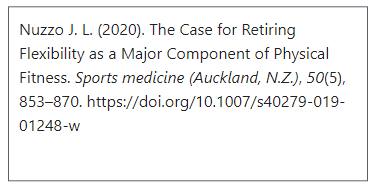 Nuzzo J. L. (2020). The Case for Retiring
Flexibility as a Major Component of Physical
Fitness. Sports medicine (Auckland, N.Z.), 50(5),
853–870. https://doi.org/10.1007/s40279-019-
01248-w